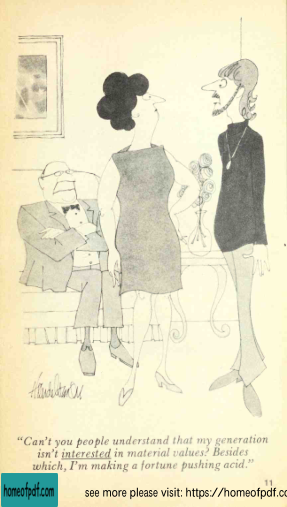 "Can't you people understand that my generation
isn't interested in material values? Besides
which, I'm making a fortune pushing acid."
11
homeofpdf.com
see more please visit: https://homeofpdf.co